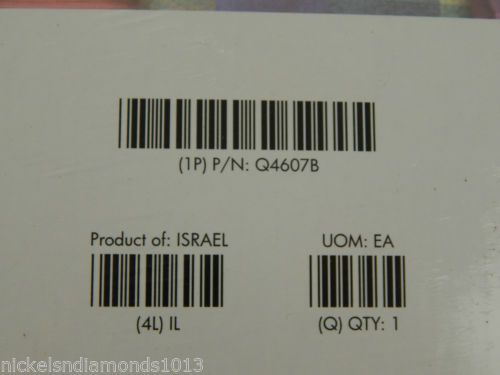 (1P) P/N: Q4607B
Product of: ISRAEL
UOM: EA
(4L) IL
(Q) QTY: 1
nickelsndiamonds1013